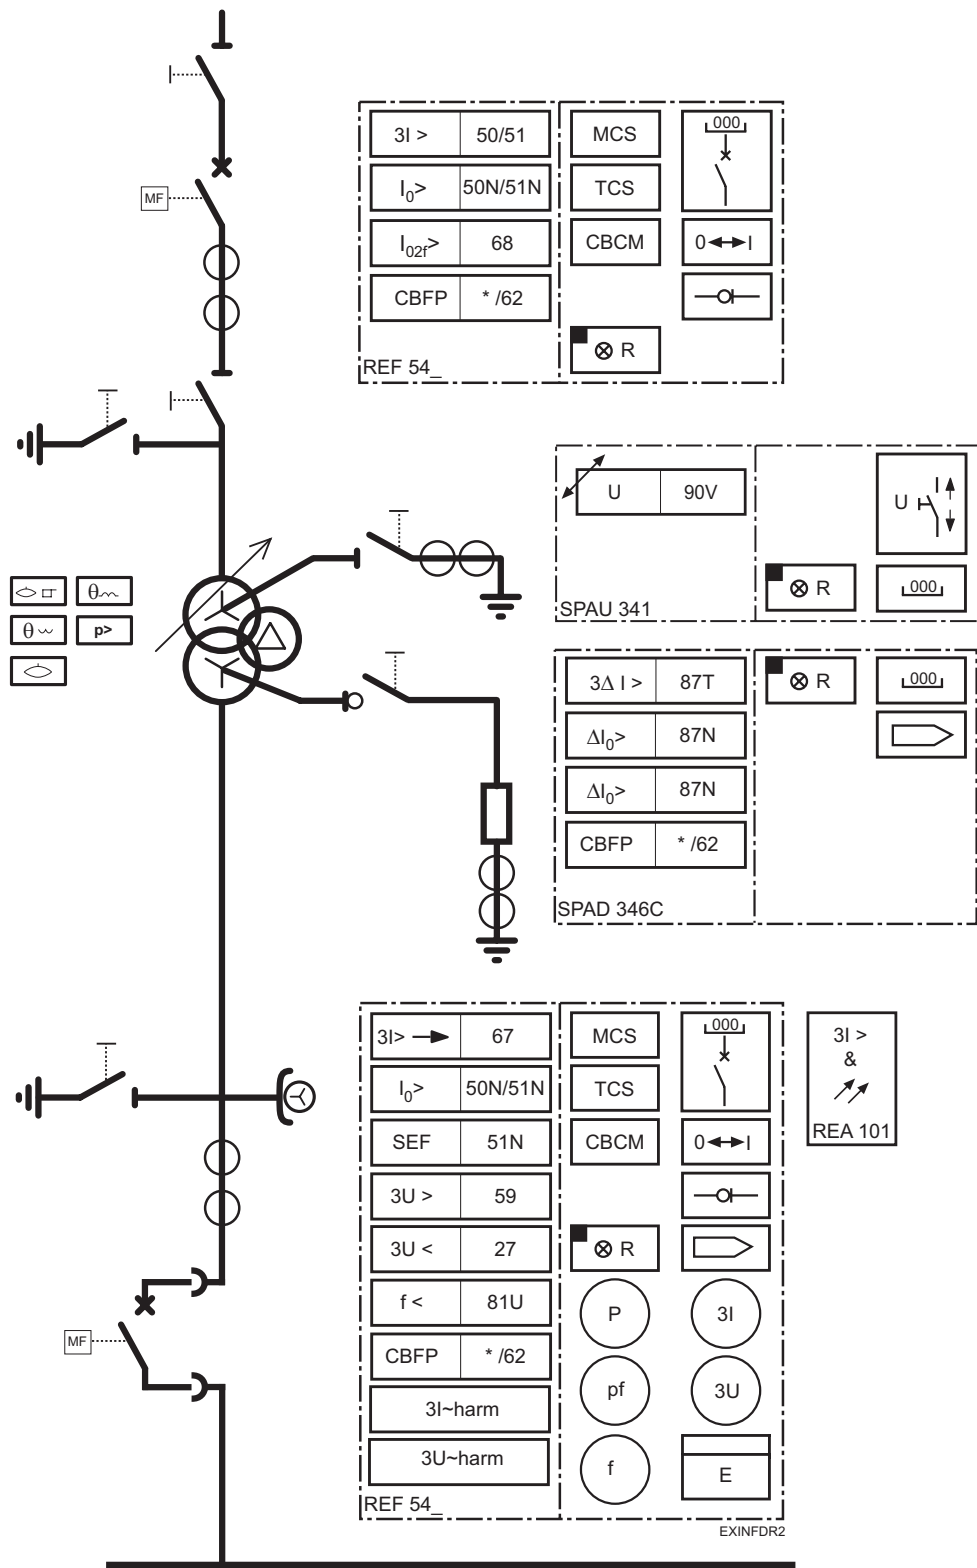 MF
3I > 50/51
I0> 50N/51N
I02f> 68
CBFP * /62
REF 54_
MCS
000
TCS
CBCM
0 I
R
U 90V
SPAU 341
U I
R
000
θ
θ p>
3Δ I > 87T
ΔI0> 87N
ΔI0> 87N
CBFP * /62
SPAD 346C
R
000
3I> 67
I0> 50N/51N
SEF 51N
3U > 59
3U < 27
f < 81U
CBFP * /62
3I~harm
3U~harm
REF 54_
MCS
000
TCS
CBCM
0 I
R
P 3I
pf 3U
f E
3I >
&
REA 101
MF
EXINFDR2